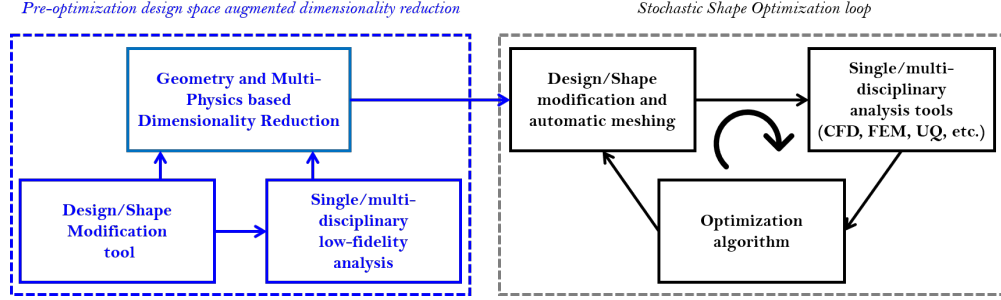 Pre-optimization design space augmented dimensionality reduction
Stochastic Shape Optimization loop
Geometry and Multi-
Physics based
Dimensionality Reduction
Design/Shape
Modification
tool
Single/multi-
disciplinary
low-fidelity
analysis
Design/Shape
modification and
automatic meshing
Single/multi-
disciplinary
analysis tools
(CFD, FEM, UQ, etc.)
Optimization
algorithm